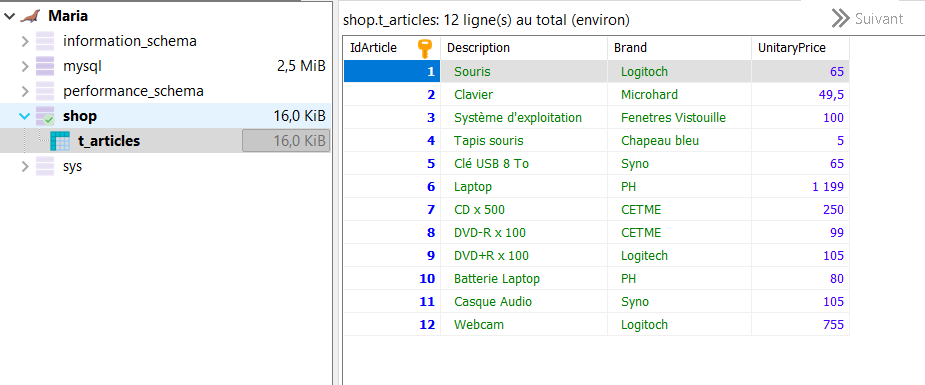 Maria
information_schema
mysql 2,5 MiB
performance_schema
shop 16,0 KiB
t_articles 16,0 KiB
sys
shop.t_articles: 12 ligne(s) au total (environ)
Suivant
IdArticle Description Brand UnitaryPrice
1 Souris Logitoch 65
2 Clavier Microhard 49,5
3 Système d'exploitation Fenetres Vistouille 100
4 Tapis souris Chapeau bleu 5
5 Clé USB 8 To Syno 65
6 Laptop PH 1 199
7 CD x 500 CETME 250
8 DVD-R x 100 CETME 99
9 DVD+R x 100 Logitech 105
10 Batterie Laptop PH 80
11 Casque Audio Syno 105
12 Webcam Logitoch 755